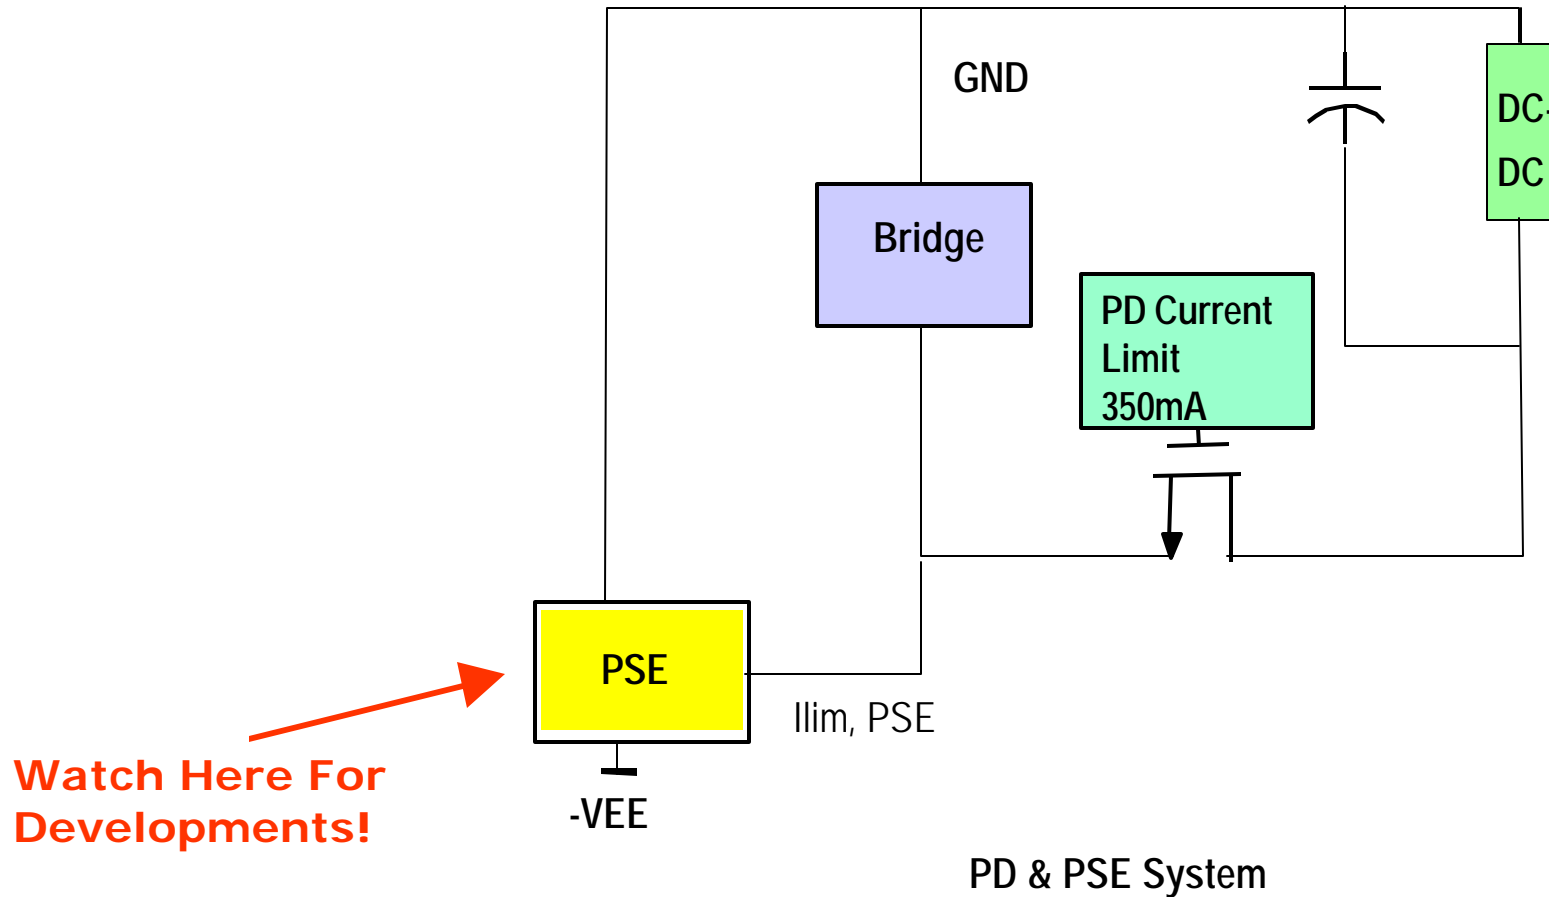 GND
DC-
DC
Bridge
PD Current
Limit
350mA
PSE
Ilim, PSE
Watch Here For
Developments!
-VEE
PD & PSE System